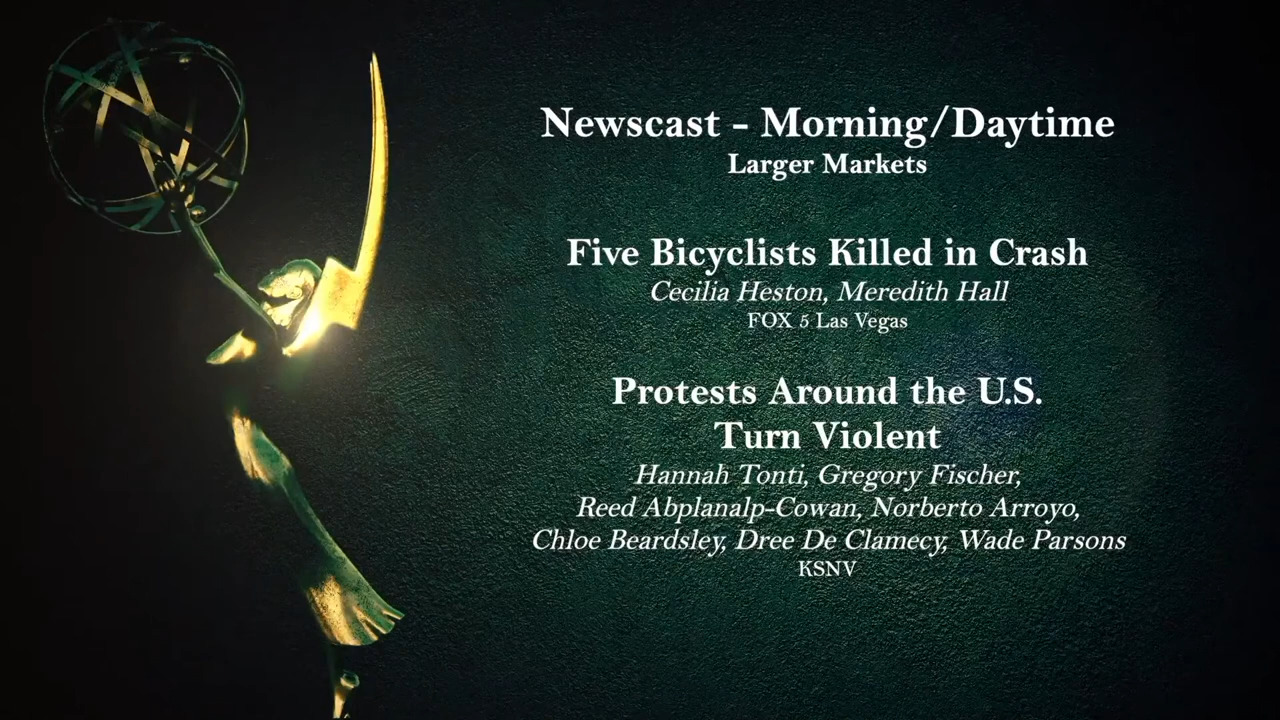 Newscast - Morning/Daytime
Larger Markets
Five Bicyclists Killed in Crash
Cecilia Heston, Meredith Hall
FOX 5 Las Vegas
Protests Around the U.S.
Turn Violent
Hannah Tonti, Gregory Fischer,
Reed Abplanalp-Cowan, Norberto Arroyo,
Chloe Beardsley, Dree De Clamecy, Wade Parsons
KSNV